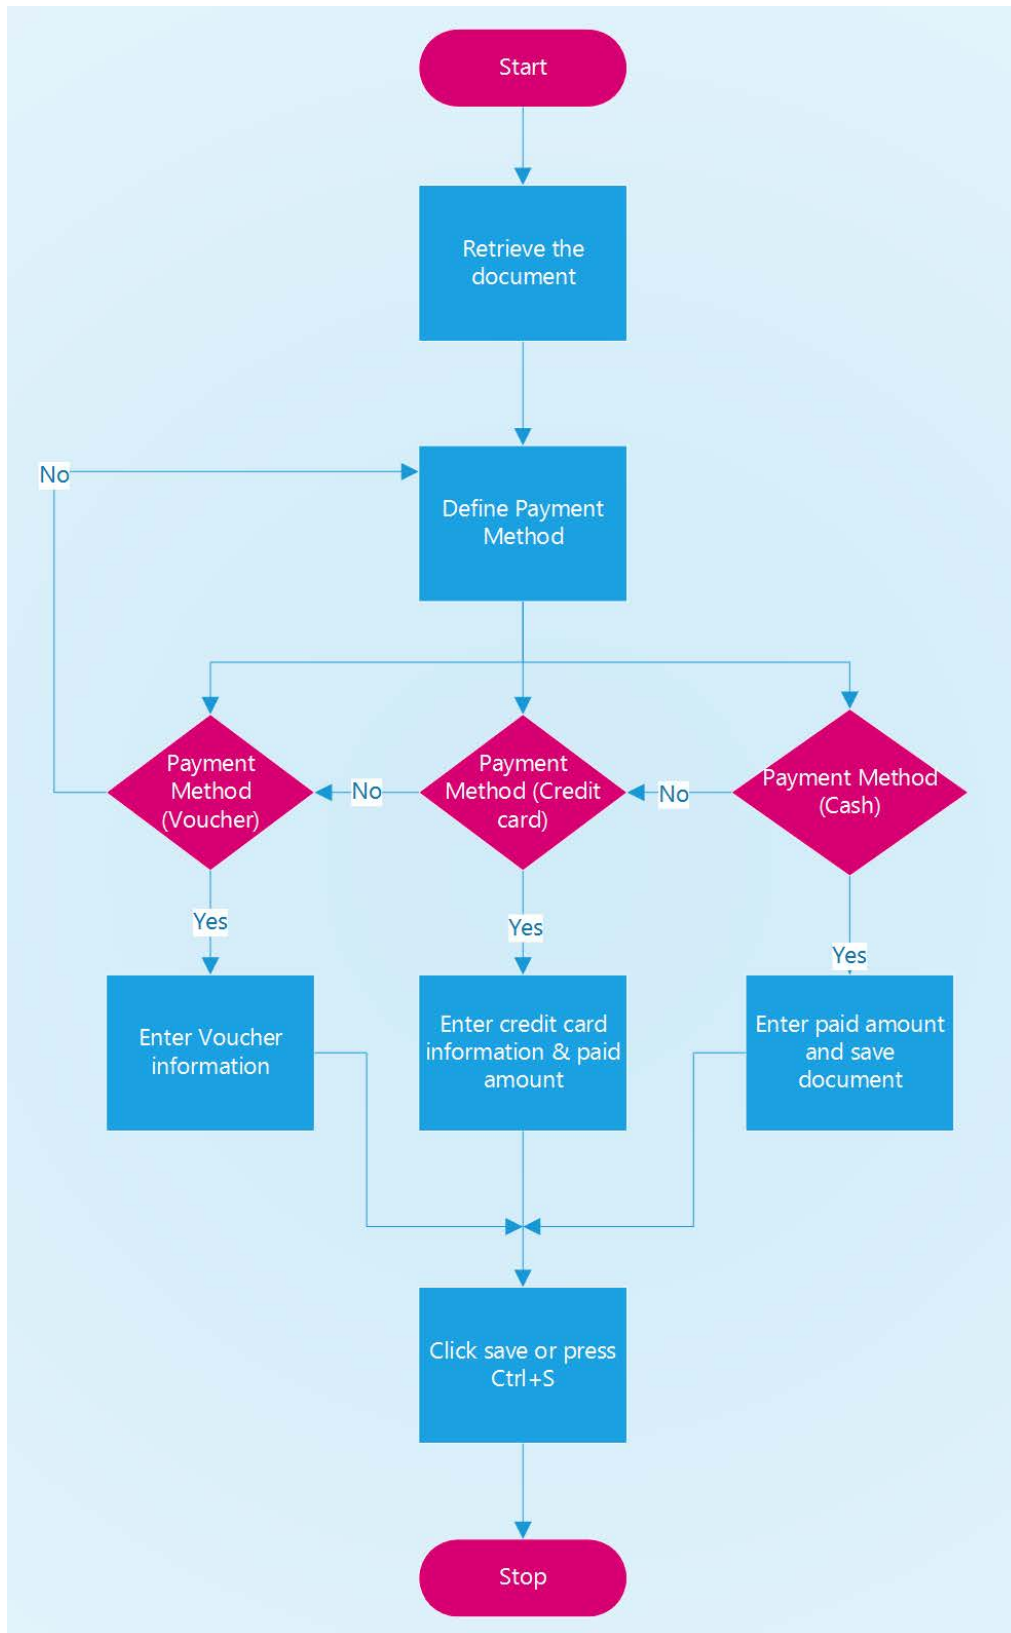 Start
Retrieve the
document
No
Define Payment
Method
Payment
Method
(Voucher)
No
Payment
Method (Credit
card)
No
Payment Method
(Cash)
Yes
Yes
Yes
Enter Voucher
information
Enter credit card
information & paid
amount
Enter paid amount
and save
document
Click save or press
Ctrl+S
Stop